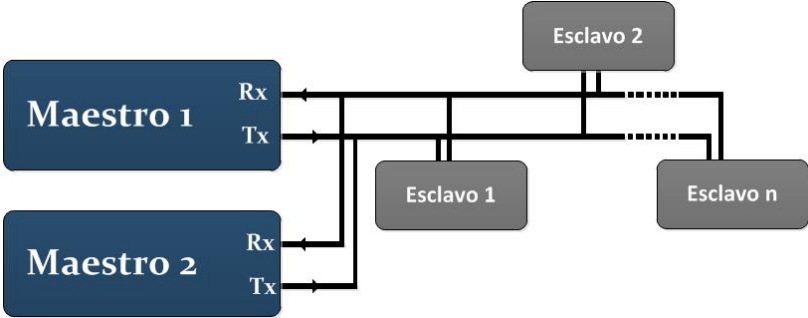 Esclavo 2
Maestro 1
Rx
Tx
Esclavo 1
Esclavo n
Maestro 2
Rx
Tx